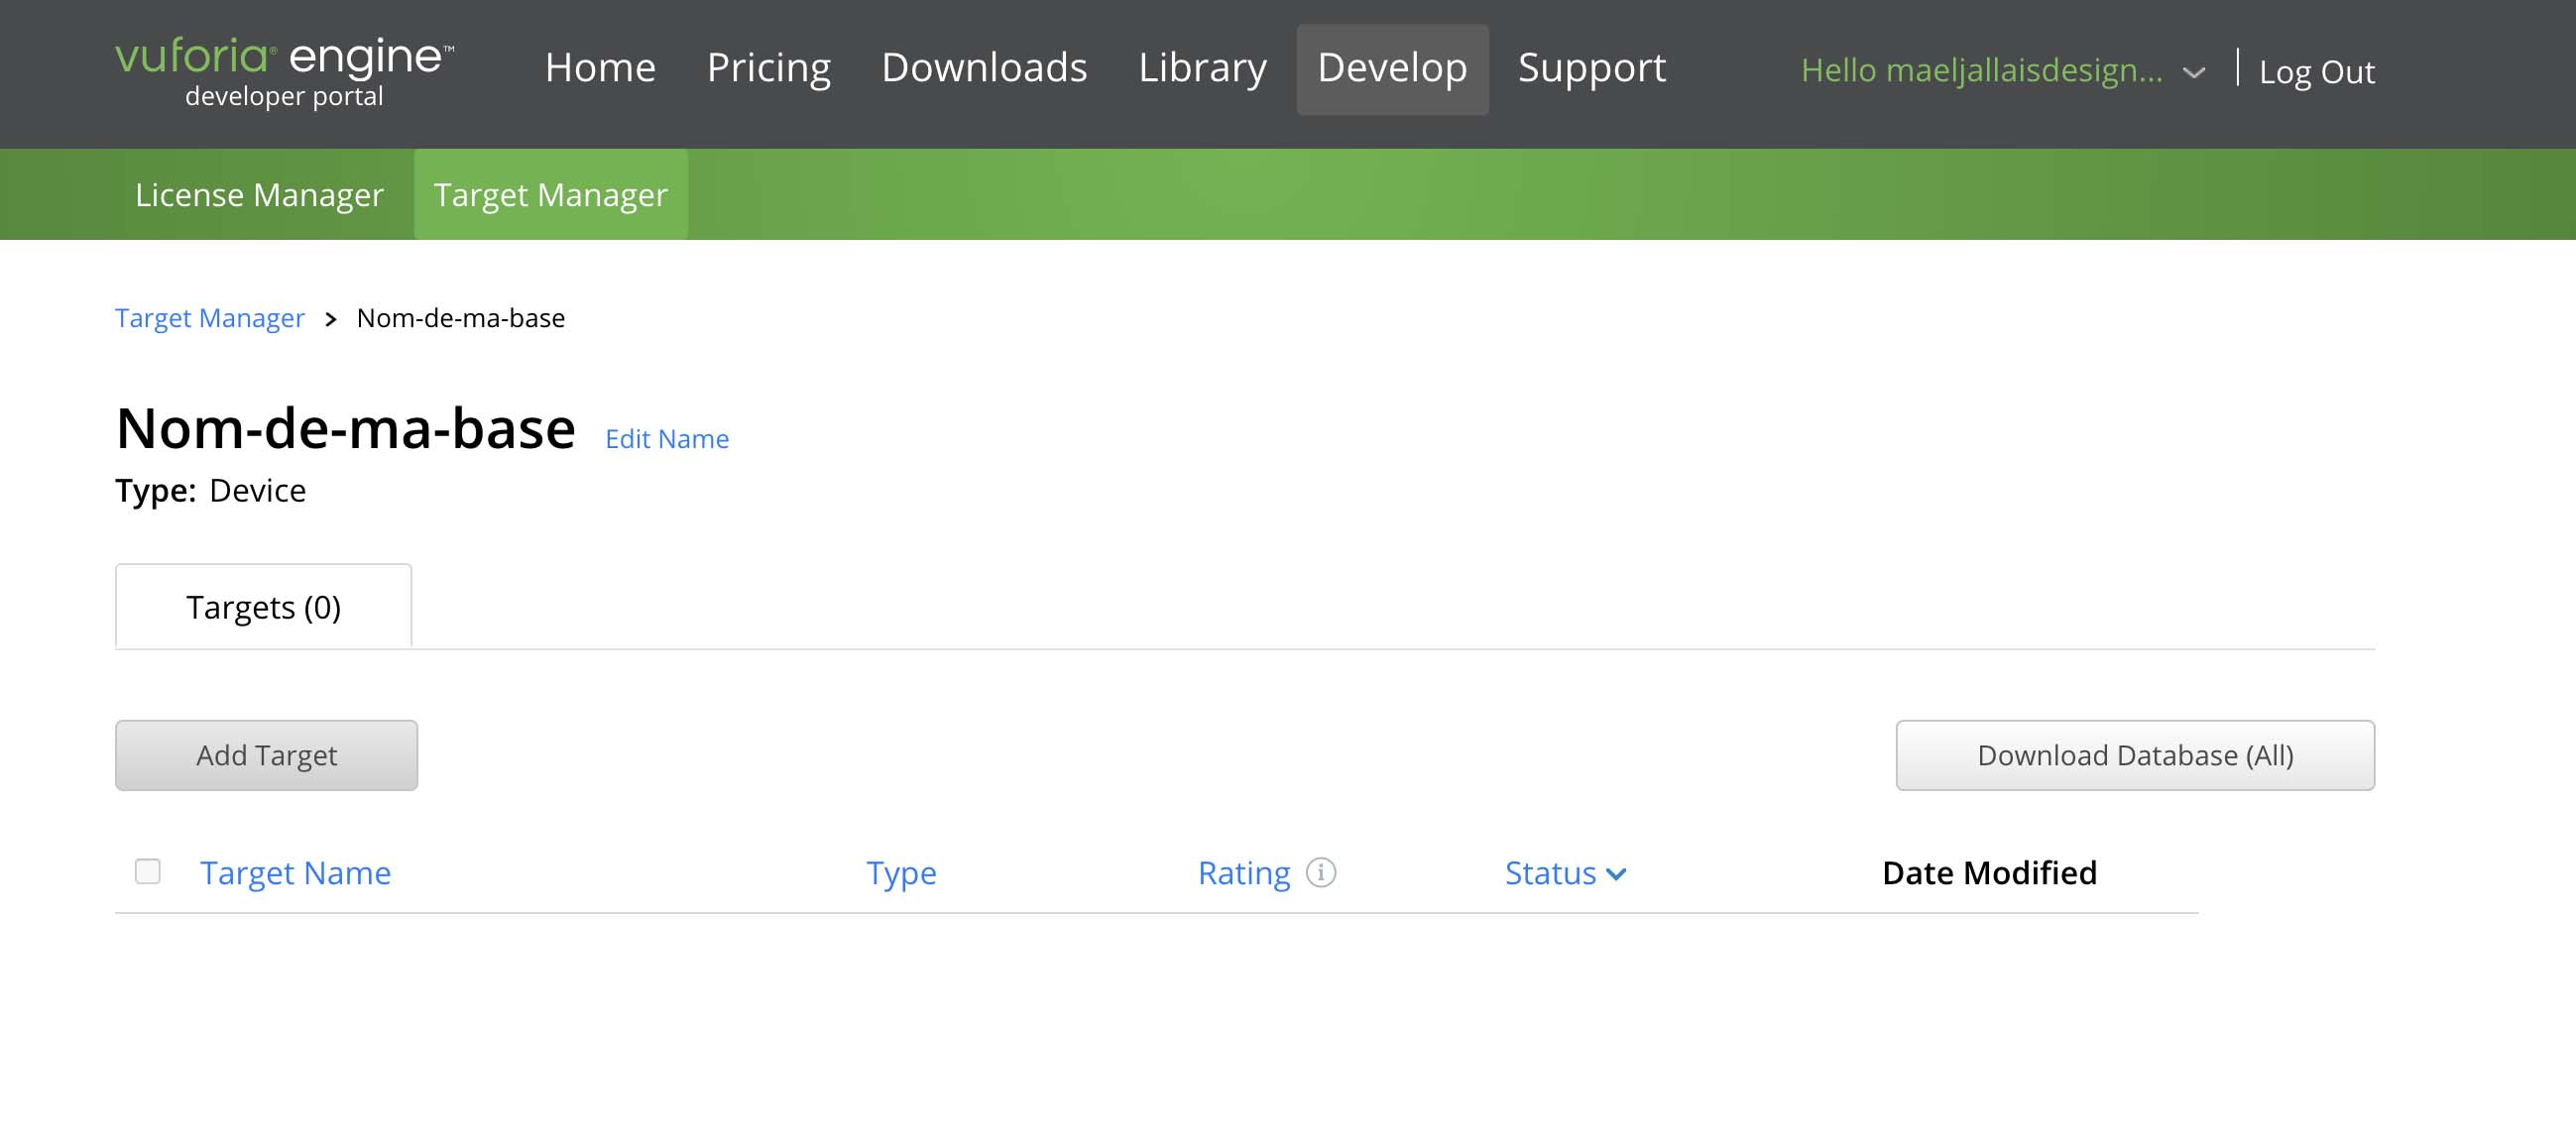 vuforia® engine™
developer portal
Home Pricing Downloads Library Develop Support Hello maeljallaisdesign... Log Out
License Manager Target Manager
Target Manager > Nom-de-ma-base
Nom-de-ma-base Edit Name
Type: Device
Targets (0)
Add Target Download Database (All)
Target Name Type Rating i Status Date Modified